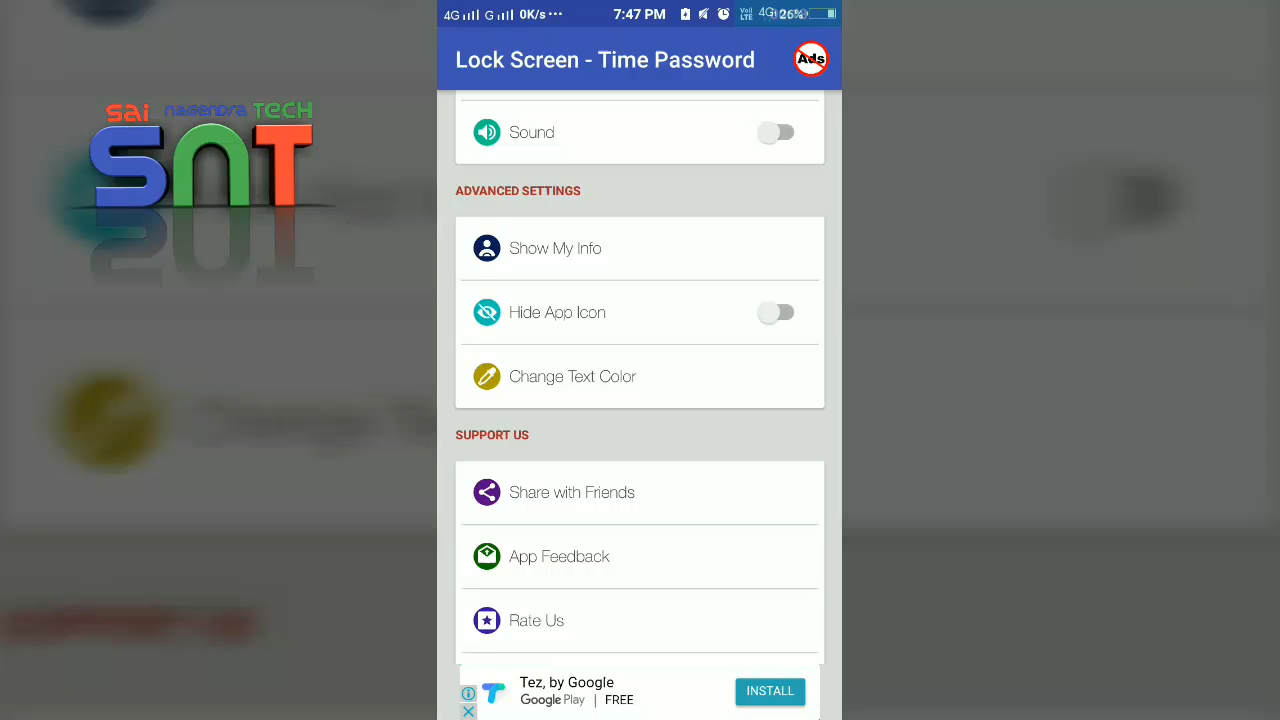 4G G 0K/s ... 7:47 PM 4G 26%
Lock Screen - Time Password
Ads
sai nagendra TECH
SNT
Sound
ADVANCED SETTINGS
Show My Info
Hide App Icon
Change Text Color
SUPPORT US
Share with Friends
App Feedback
Rate Us
Tez, by Google
Google Play | FREE
INSTALL